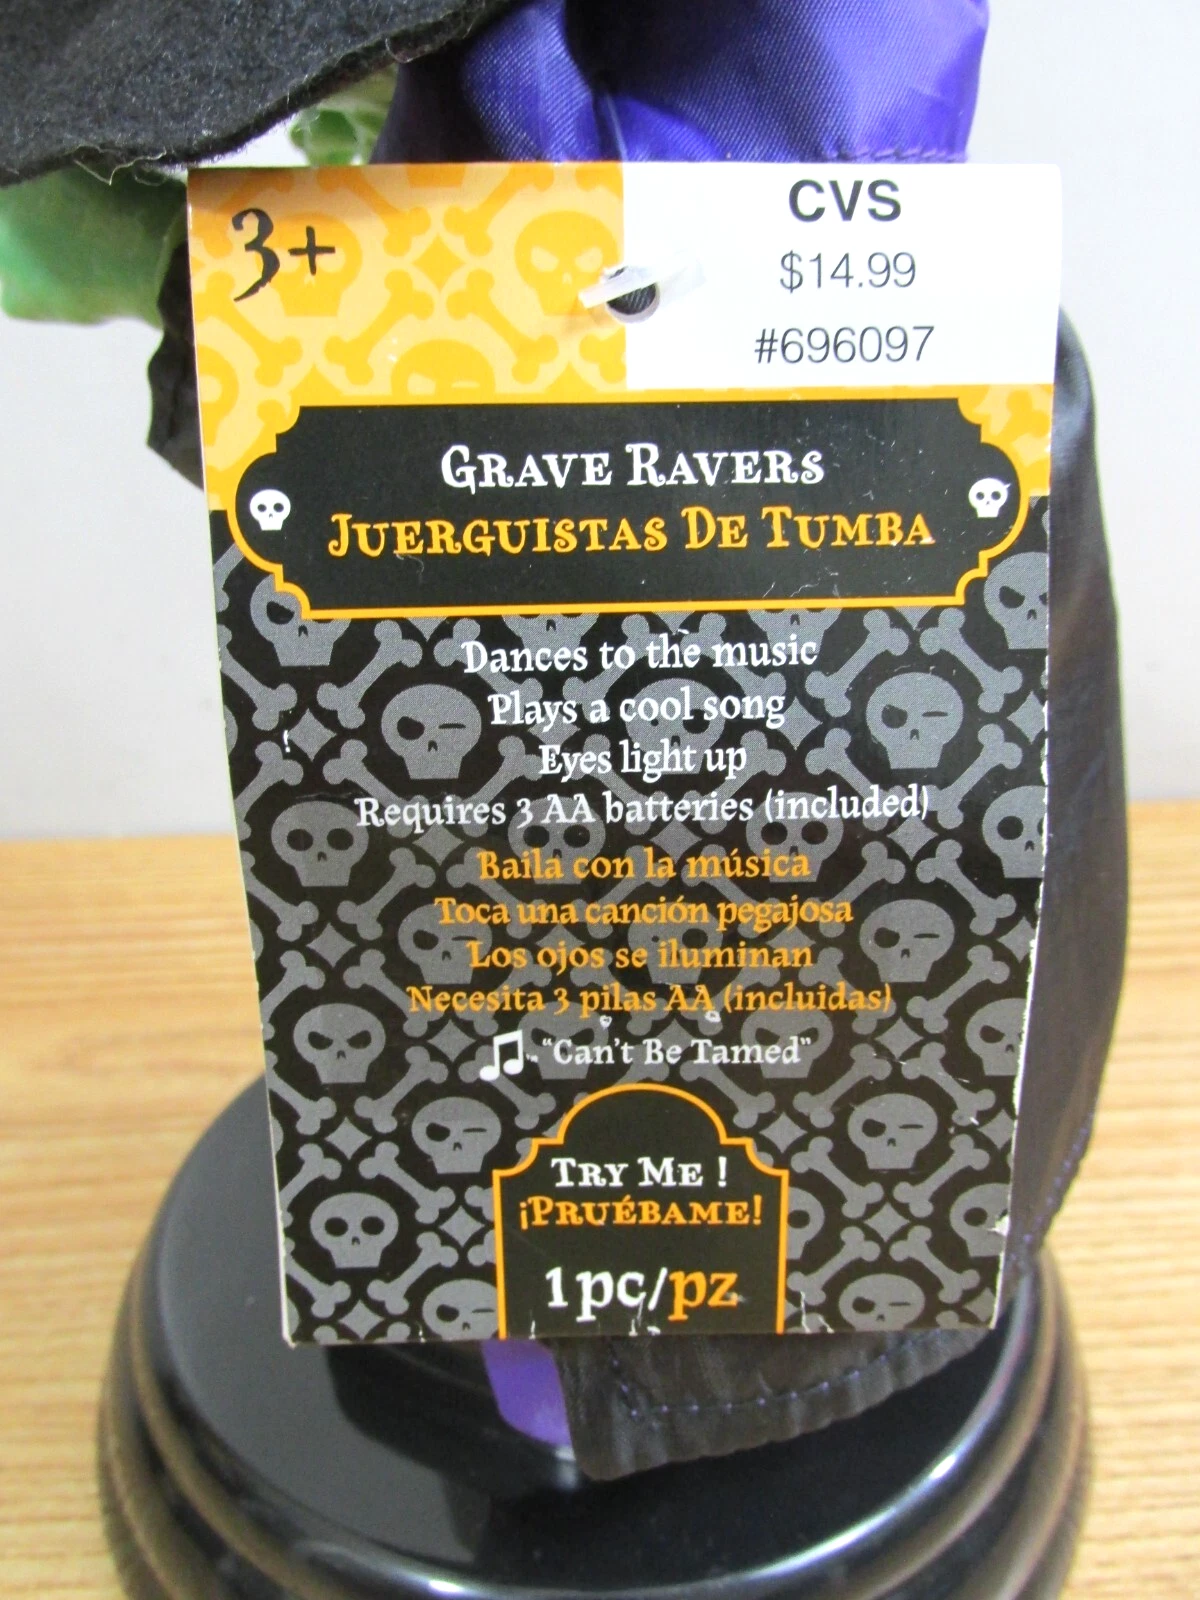 3+
CVS
$14.99
#696097
GRAVE RAVERS
JUERGUISTAS DE TUMBA
Dances to the music
Plays a cool song
Eyes light up
Requires 3 AA batteries (included)
Baila con la música
Toca una canción pegajosa
Los ojos se iluminan
Necesita 3 pilas AA (incluidas)
"Can't Be Tamed"
TRY ME !
¡PRUÉBAME!
1 pc/pz